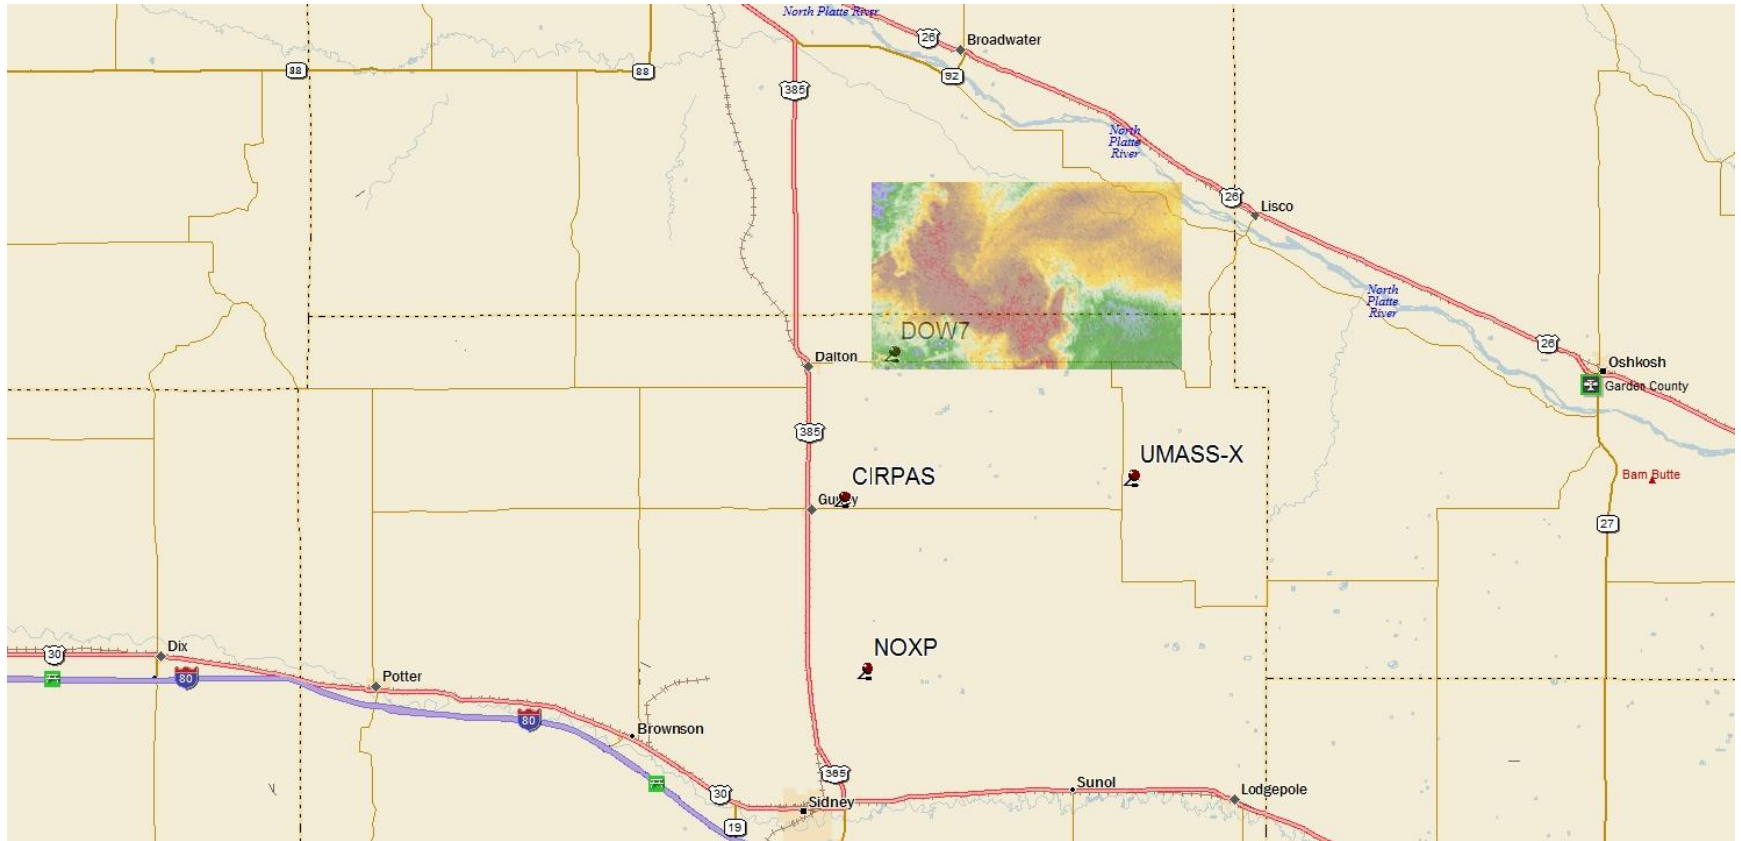 North Platte River
26
Broadwater
88
88
92
385
North
Platte
River
26
Lisco
North
Platte
River
DOW7
Dalton
26
Oshkosh
Garden County
385
UMASS-X
CIRPAS
Gurley
Barn Butte
27
NOXP
30
Dix
80
Potter
80
Brownson
385
30
Sidney
Sunol
Lodgepole
19